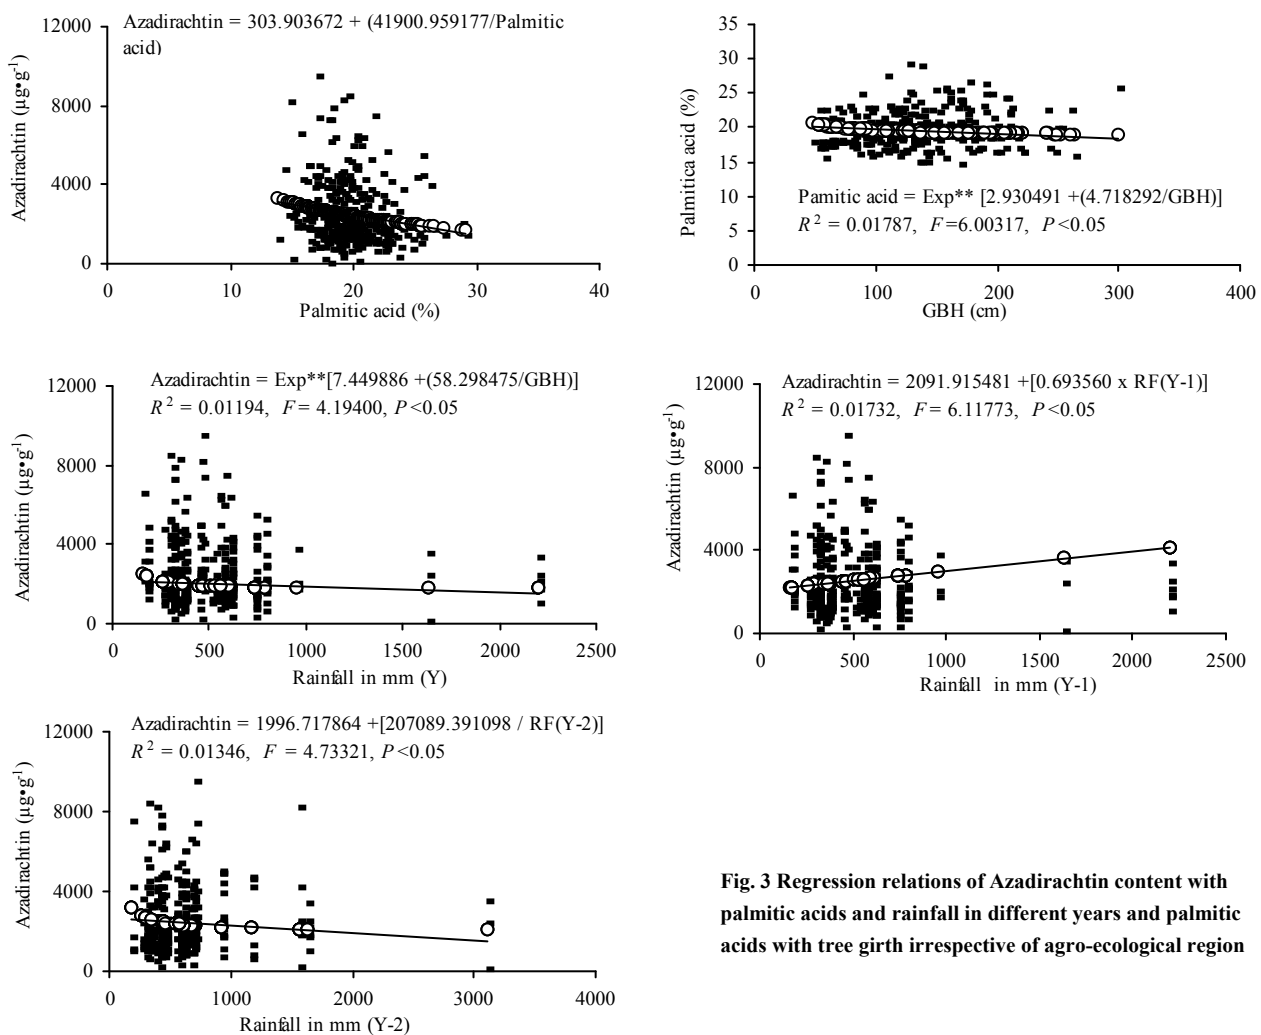 Azadirachtin = 303.903672 + (41900.959177/Palmitic
acid)
12000
8000
4000
0
Azadirachtin (µg•g-1)
0 10 20 30 40
Palmitic acid (%)
35
30
25
20
15
10
5
0
Palmitica acid (%)
Pamitic acid = Exp** [2.930491 +(4.718292/GBH)]
R2 = 0.01787, F=6.00317, P<0.05
0 100 200 300 400
GBH (cm)
Azadirachtin = Exp**[7.449886 +(58.298475/GBH)]
R2 = 0.01194, F= 4.19400, P<0.05
12000
8000
4000
0
Azadirachtin (µg•g-1)
0 500 1000 1500 2000 2500
Rainfall in mm (Y)
Azadirachtin = 2091.915481 +[0.693560 x RF(Y-1)]
R2 = 0.01732, F= 6.11773, P<0.05
12000
8000
4000
0
Azadirachtin (µg•g-1)
0 500 1000 1500 2000 2500
Rainfall in mm (Y-1)
Azadirachtin = 1996.717864 +[207089.391098 / RF(Y-2)]
R2 = 0.01346, F = 4.73321, P<0.05
12000
8000
4000
0
Azadirachtin (µg•g-1)
0 1000 2000 3000 4000
Rainfall in mm (Y-2)
Fig. 3 Regression relations of Azadirachtin content with
palmitic acids and rainfall in different years and palmitic
acids with tree girth irrespective of agro-ecological region